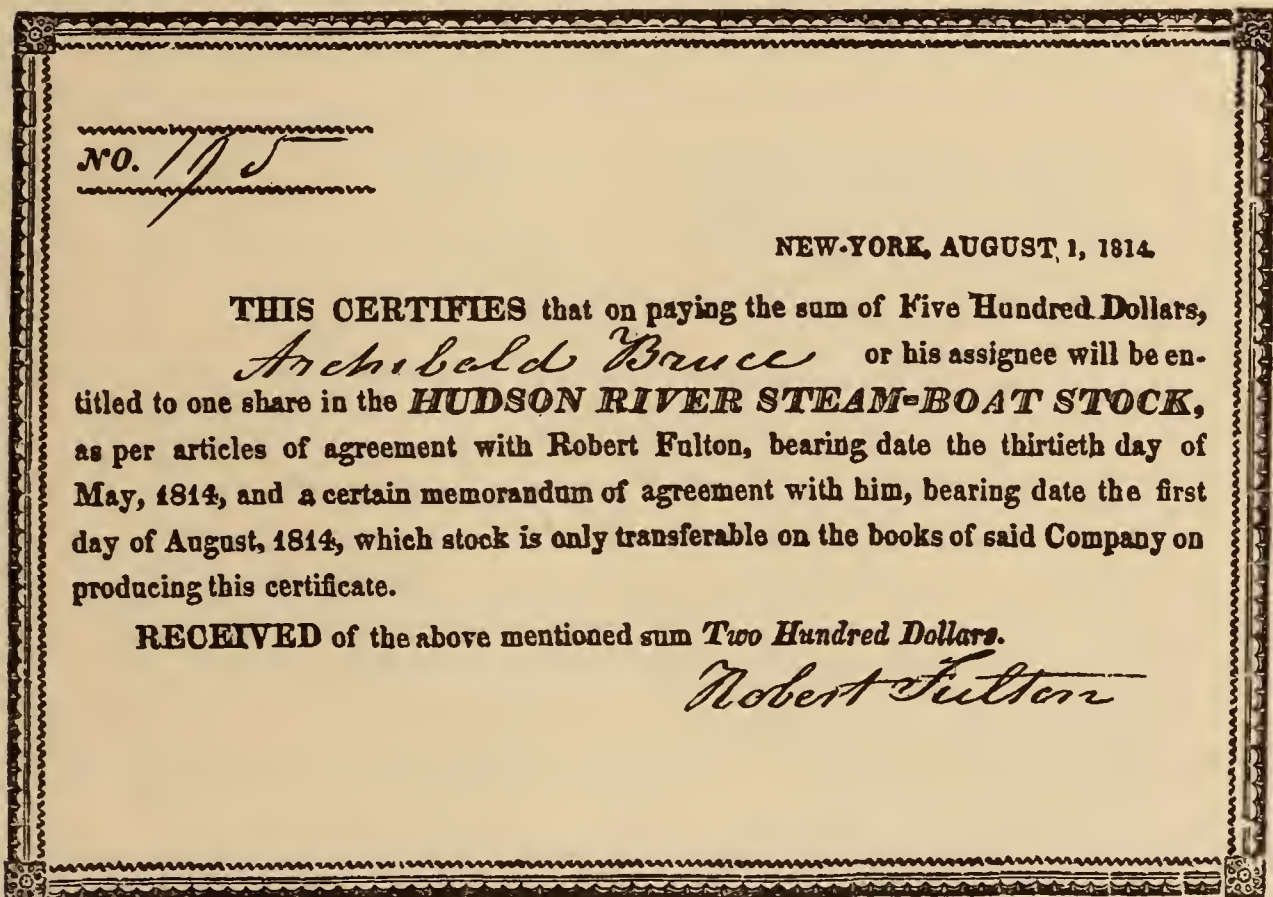 NO. 195
NEW-YORK, AUGUST 1, 1814.
THIS CERTIFIES that on paying the sum of Five Hundred Dollars,
Archibald Bruce or his assignee will be en-
titled to one share in the HUDSON RIVER STEAM-BOAT STOCK,
as per articles of agreement with Robert Fulton, bearing date the thirtieth day of
May, 1814, and a certain memorandum of agreement with him, bearing date the first
day of August, 1814, which stock is only transferable on the books of said Company on
producing this certificate.
RECEIVED of the above mentioned sum Two Hundred Dollars.
Robert Fulton